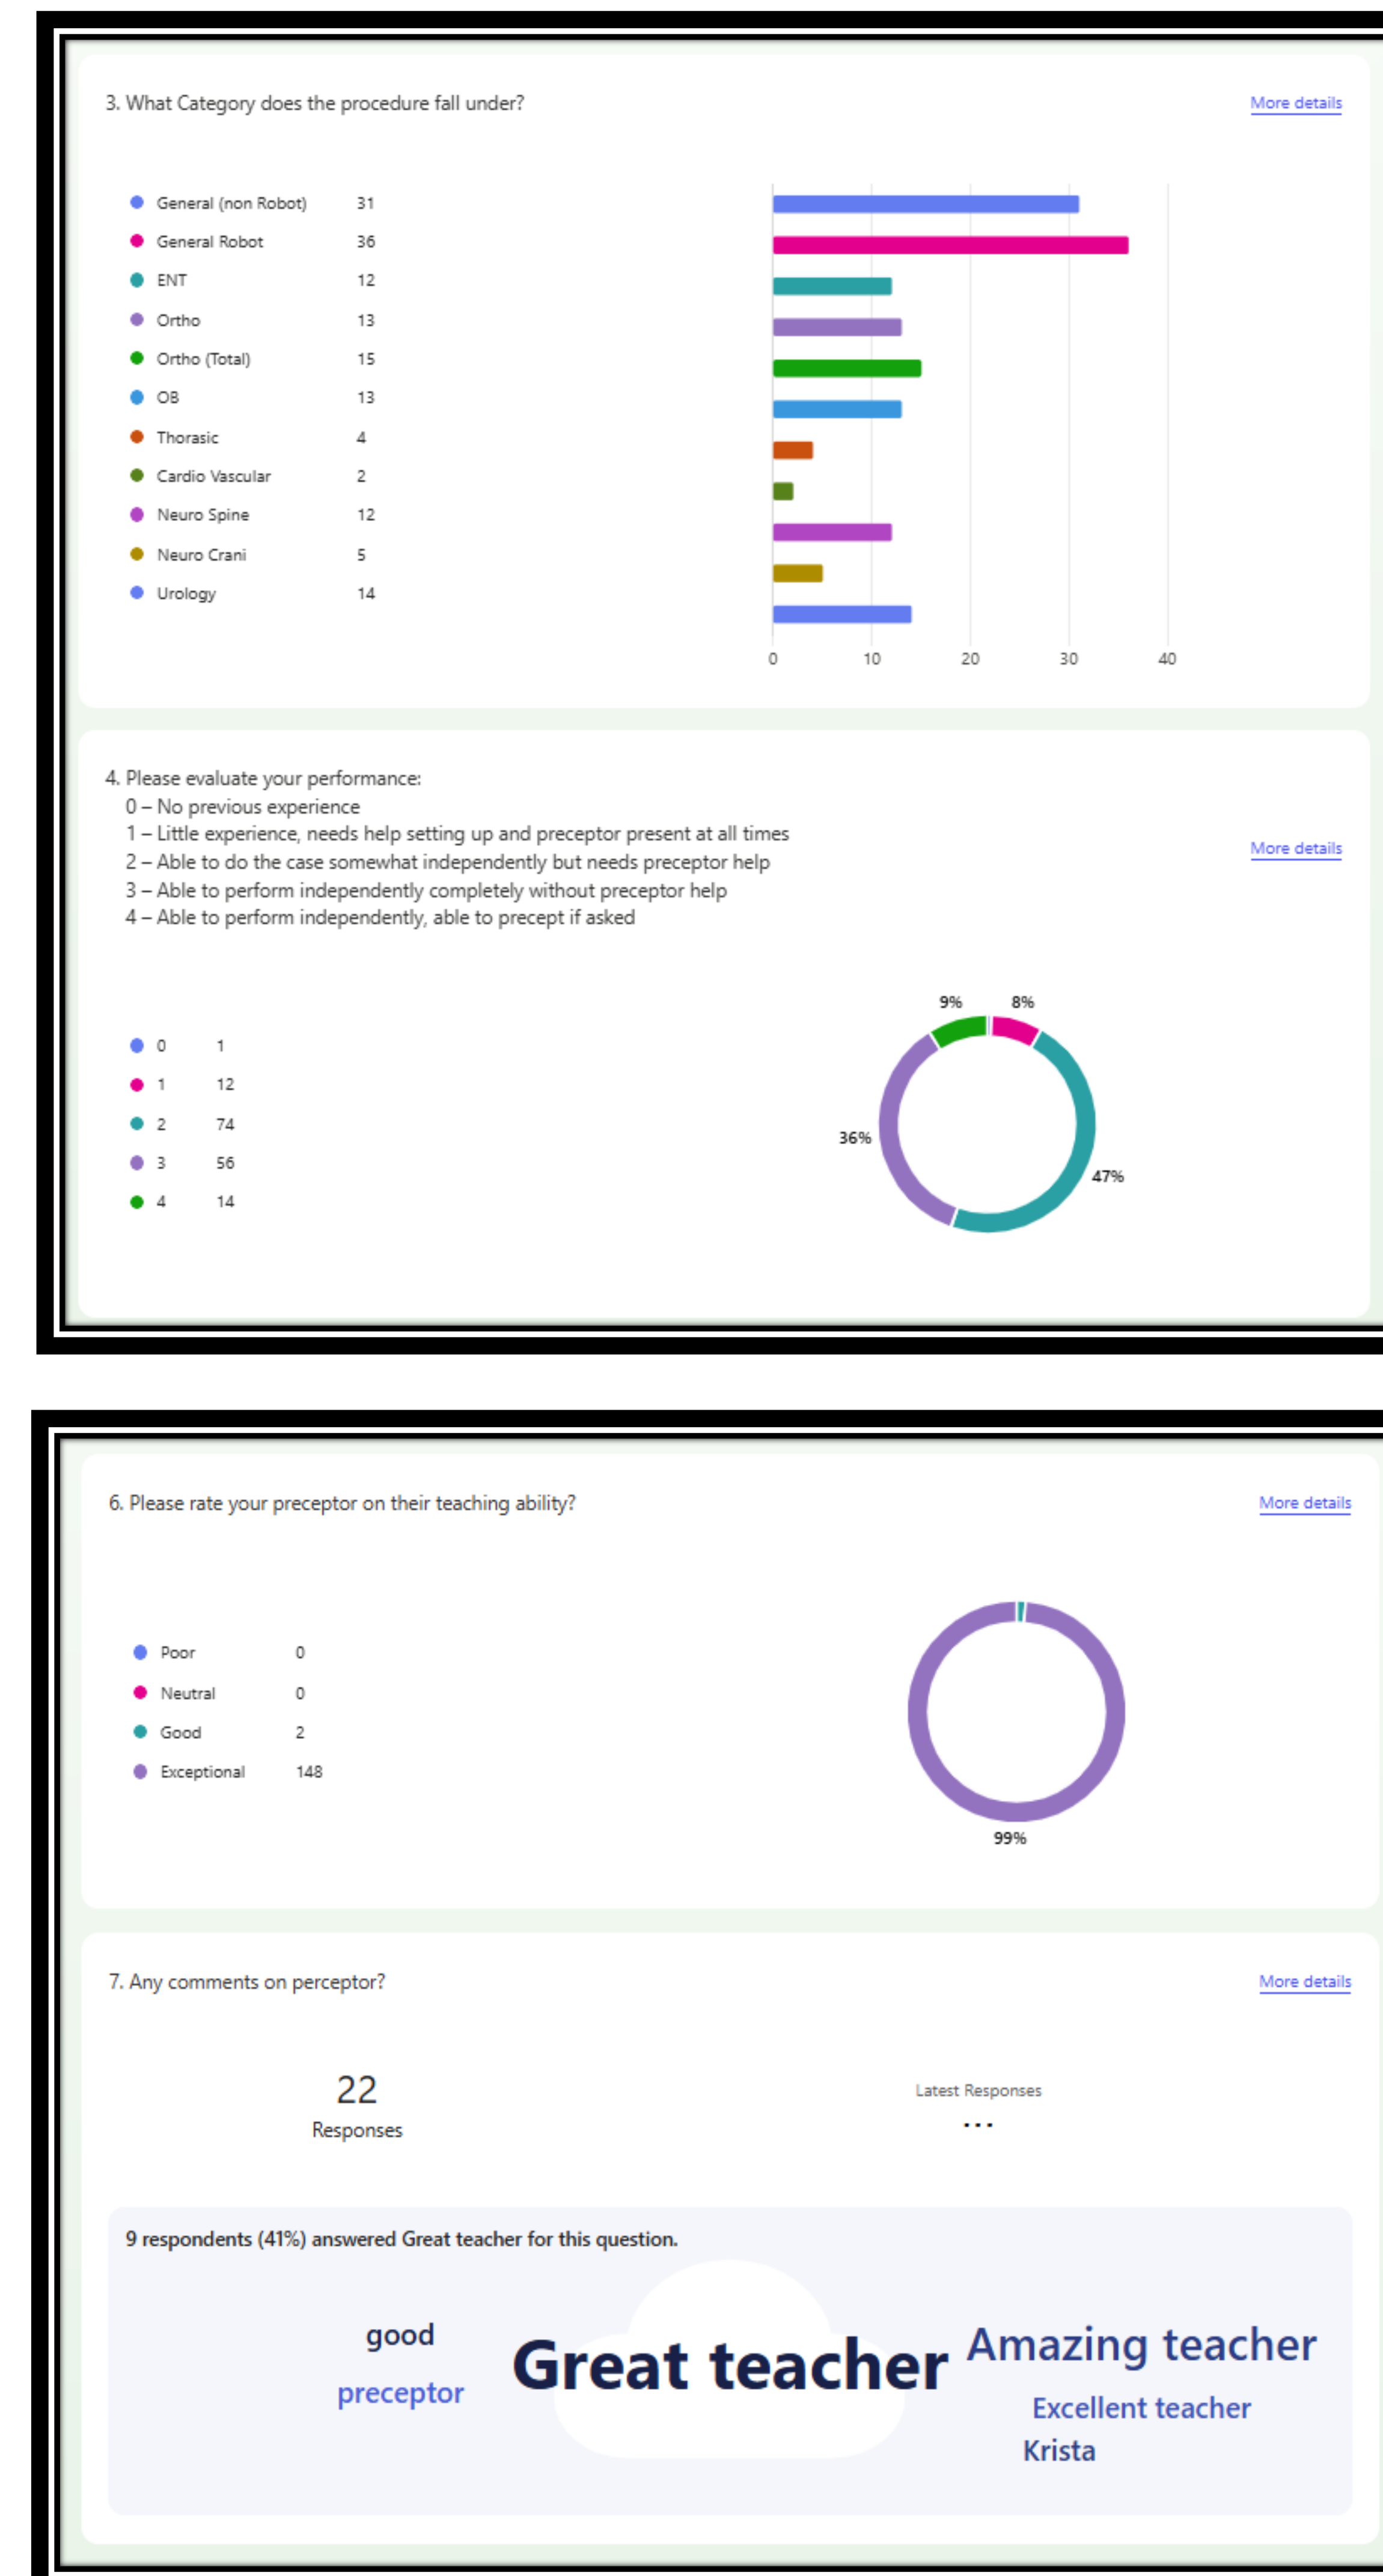 3. What Category does the procedure fall under?
More details
General (non Robot) 31
General Robot 36
ENT 12
Ortho 13
Ortho (Total) 15
OB 13
Thorasic 4
Cardio Vascular 2
Neuro Spine 12
Neuro Crani 5
Urology 14
0 10 20 30 40
4. Please evaluate your performance:
0 – No previous experience
1 – Little experience, needs help setting up and preceptor present at all times
More details
2 – Able to do the case somewhat independently but needs preceptor help
3 – Able to perform independently completely without preceptor help
4 – Able to perform independently, able to precept if asked
0 1
1 12
2 74
3 56
4 14
9% 8%
36%
47%
6. Please rate your preceptor on their teaching ability?
More details
Poor 0
Neutral 0
Good 2
Exceptional 148
99%
7. Any comments on perceptor?
More details
22
Responses
Latest Responses
...
9 respondents (41%) answered Great teacher for this question.
good
preceptor
Great teacher
Amazing teacher
Excellent teacher
Krista